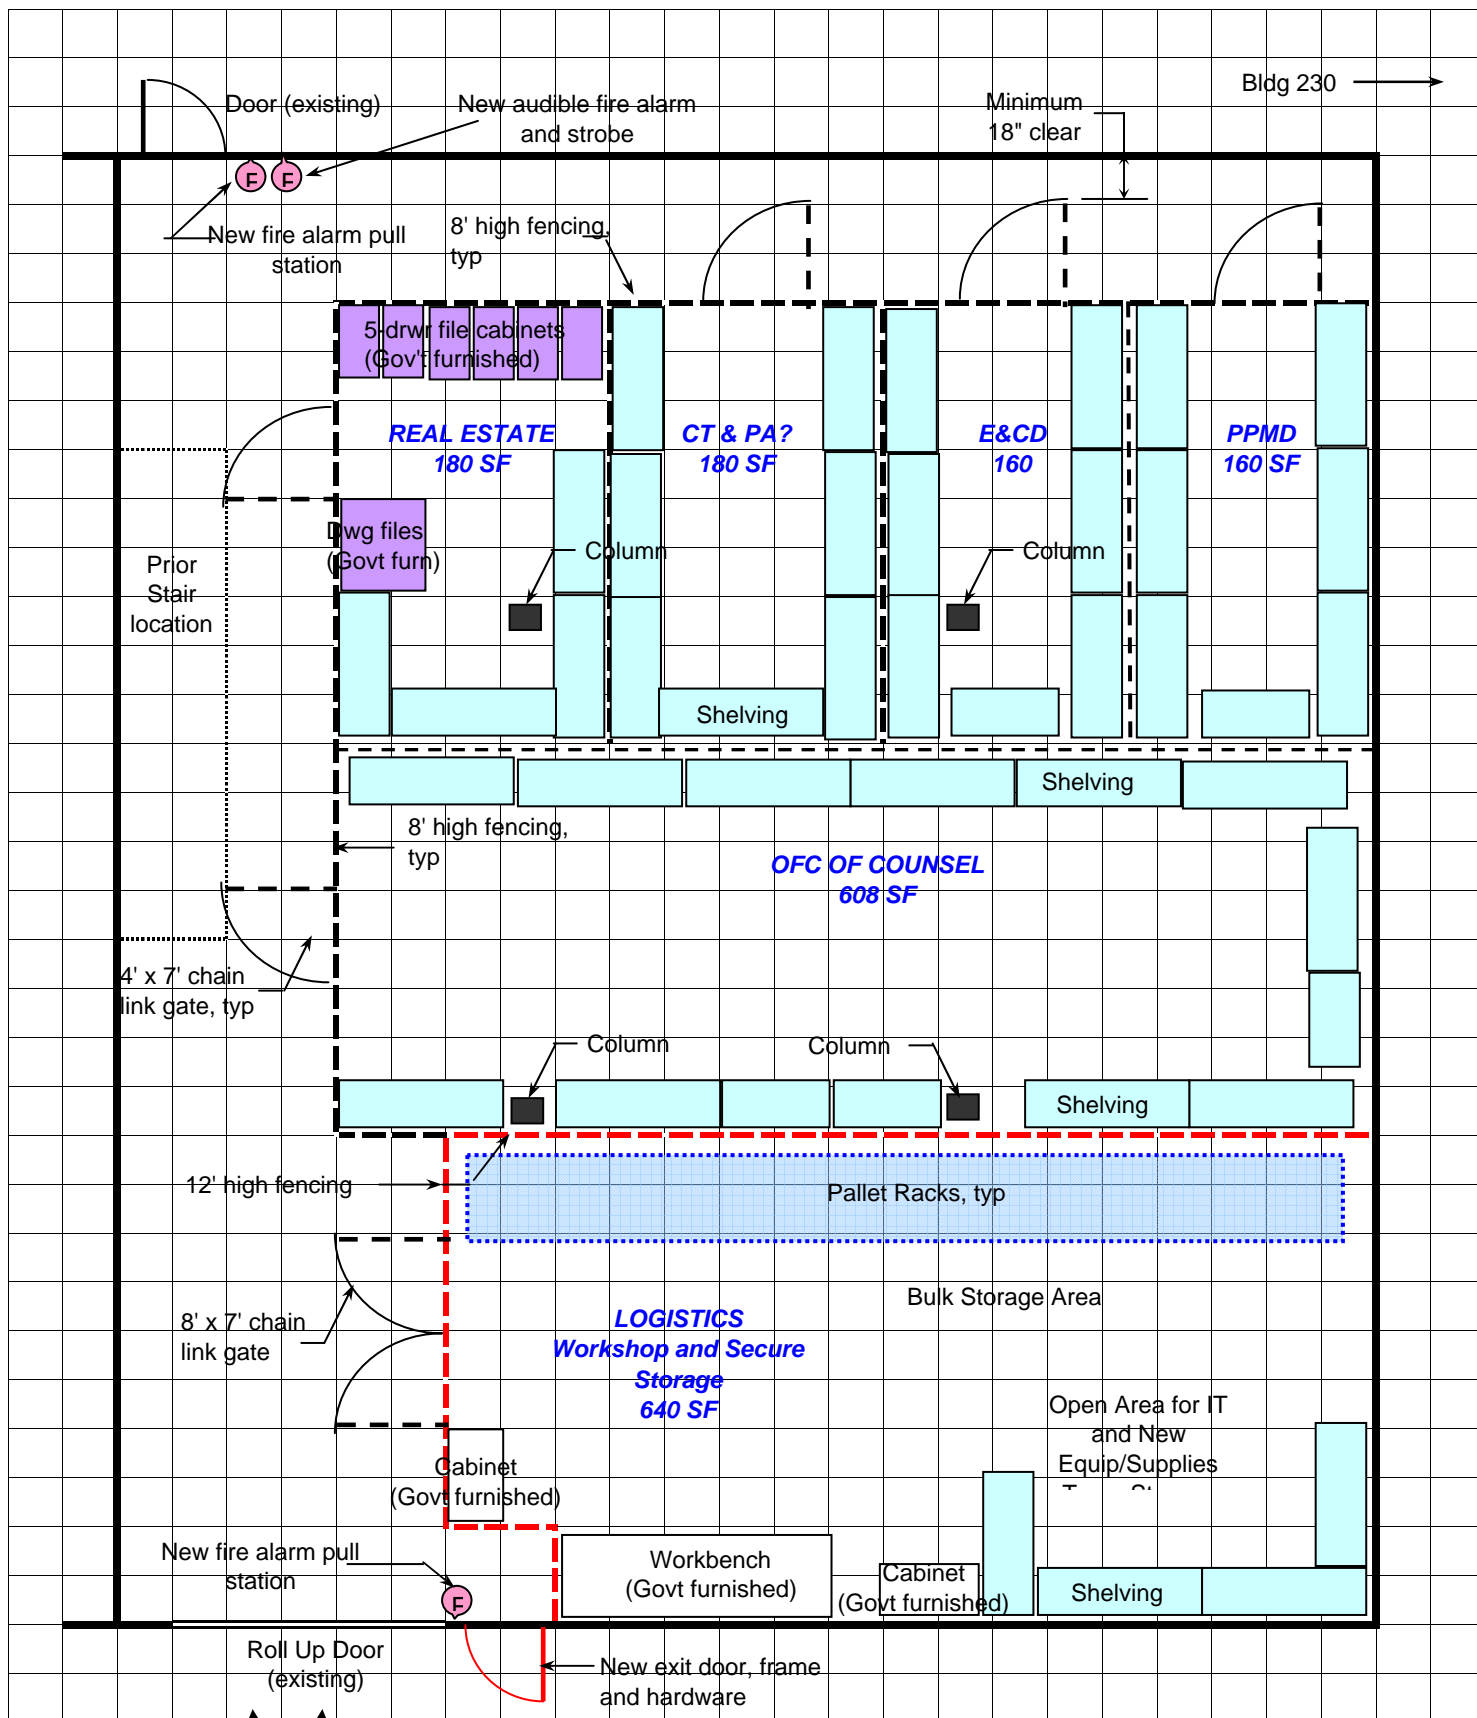 Bldg 230
Door (existing)
New audible fire alarm
and strobe
Minimum
18" clear
F
F
New fire alarm pull
station
8' high fencing,
typ
5-drwr file cabinets
(Gov't furnished)
REAL ESTATE
180 SF
CT & PA?
180 SF
E&CD
160
PPMD
160 SF
Dwg files
(Govt furn)
Column
Column
Prior
Stair
location
Shelving
Shelving
8' high fencing,
typ
OFC OF COUNSEL
608 SF
4' x 7' chain
link gate, typ
Column
Column
Shelving
12' high fencing
Pallet Racks, typ
Bulk Storage Area
8' x 7' chain
link gate
LOGISTICS
Workshop and Secure
Storage
640 SF
Open Area for IT
and New
Equip/Supplies
Cabinet
(Govt furnished)
New fire alarm pull
station
F
Workbench
(Govt furnished)
Cabinet
(Govt furnished)
Shelving
Roll Up Door
(existing)
New exit door, frame
and hardware